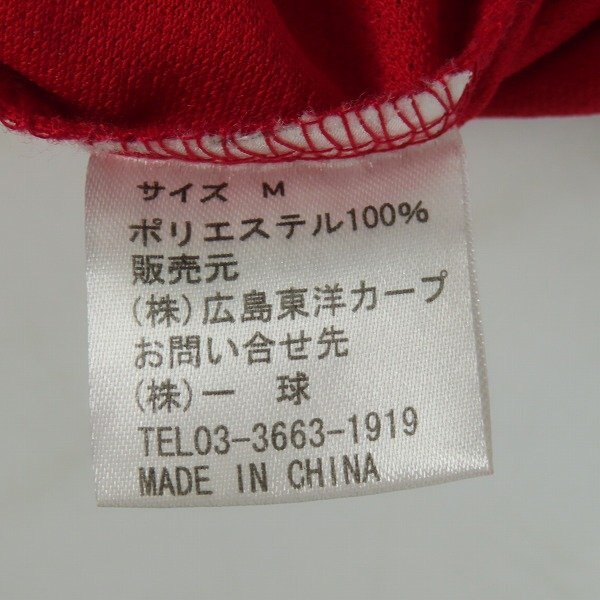 サイズ M
ポリエステル100%
販売元
(株)広島東洋カープ
お問い合せ先
(株)一 球
TEL03-3663-1919
MADE IN CHINA